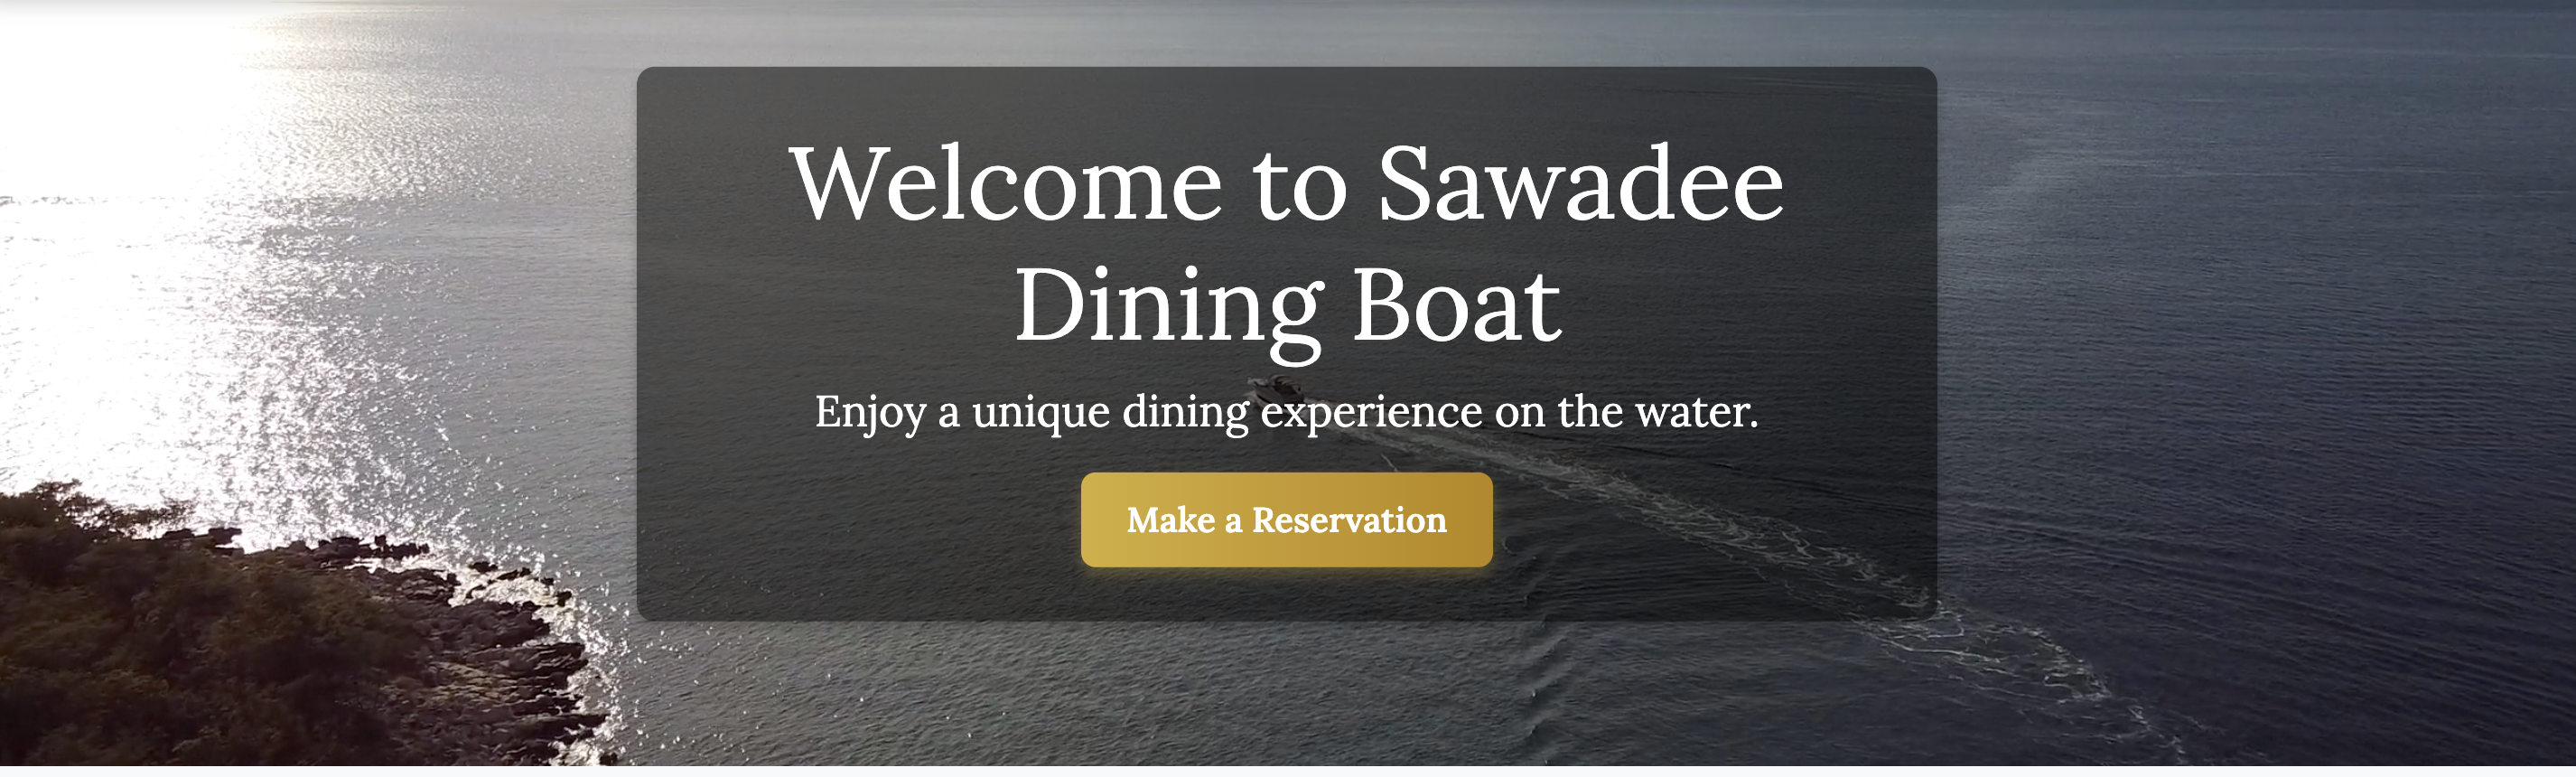 Welcome to Sawadee
Dining Boat
Enjoy a unique dining experience on the water.
Make a Reservation